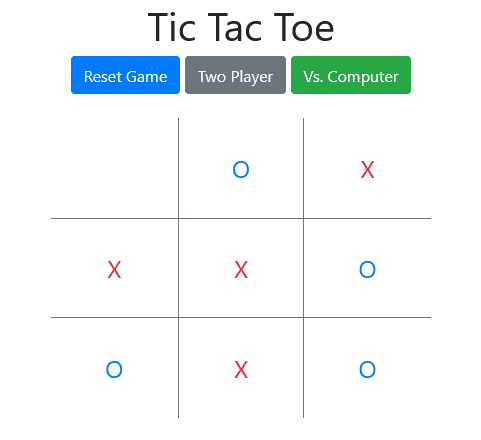 Tic Tac Toe
Reset Game Two Player Vs. Computer
O X
X X O
O X O